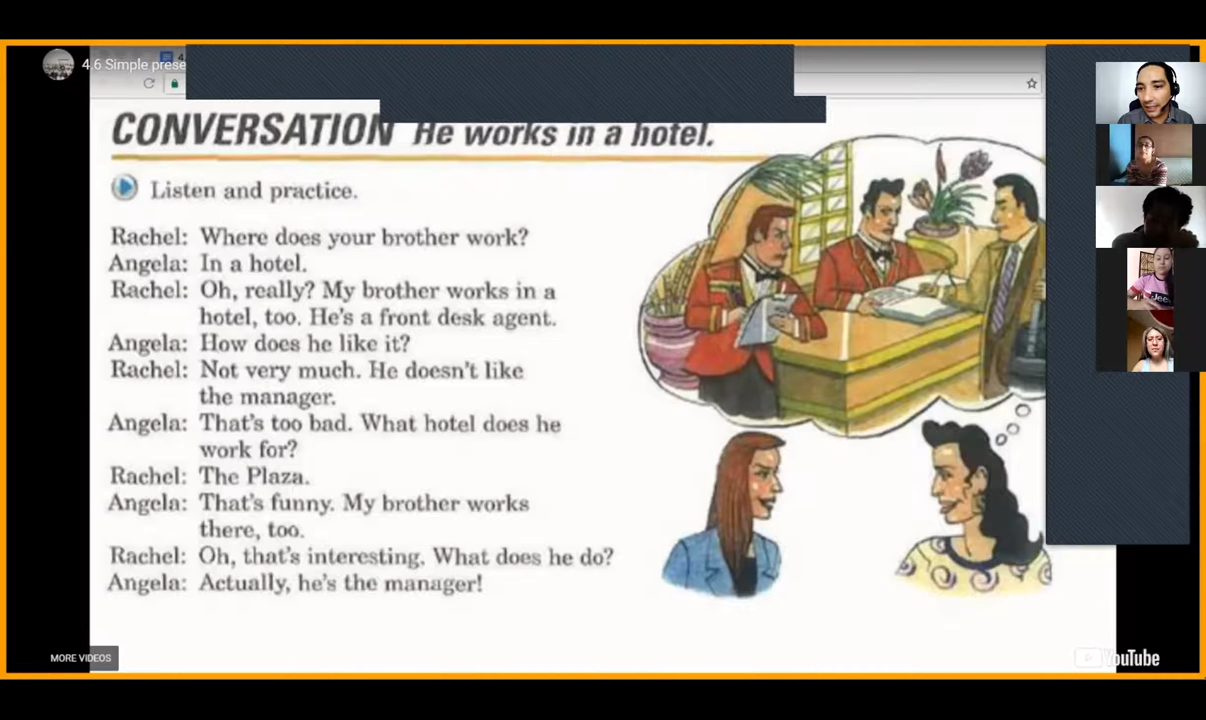 4.6 Simple prese
CONVERSATION He works in a hotel.
Listen and practice.
Rachel: Where does your brother work?
Angela: In a hotel.
Rachel: Oh, really? My brother works in a
hotel, too. He's a front desk agent.
Angela: How does he like it?
Rachel: Not very much. He doesn't like
the manager.
Angela: That's too bad. What hotel does he
work for?
Rachel: The Plaza.
Angela: That's funny. My brother works
there, too.
Rachel: Oh, that's interesting. What does he do?
Angela: Actually, he's the manager!
MORE VIDEOS
YouTube